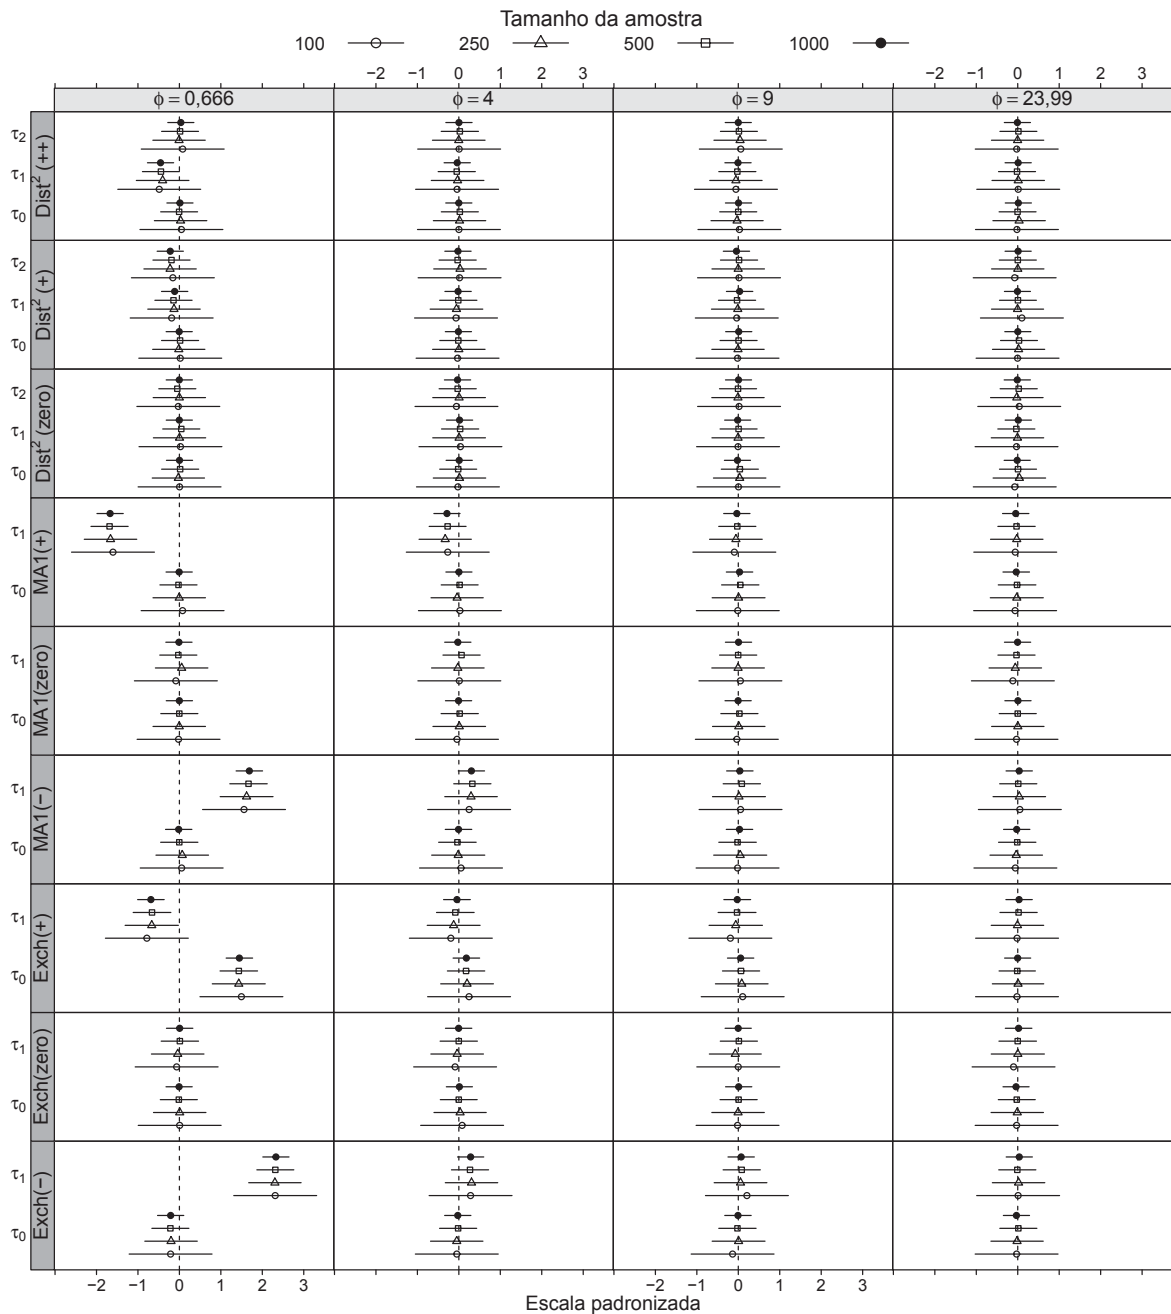 Tamanho da amostra
100 250 500 1000
−2 −1 0 1 2 3 −2 −1 0 1 2 3
ϕ = 0,666 ϕ = 4 ϕ = 9 ϕ = 23,99
Dist² (++)
τ₂
τ₁
τ₀
Dist² (+)
τ₂
τ₁
τ₀
Dist² (zero)
τ₂
τ₁
τ₀
MA1(+)
τ₁
τ₀
MA1(zero)
τ₁
τ₀
MA1(−)
τ₁
τ₀
Exch(+)
τ₁
τ₀
Exch(zero)
τ₁
τ₀
Exch(−)
τ₁
τ₀
−2 −1 0 1 2 3 −2 −1 0 1 2 3
Escala padronizada